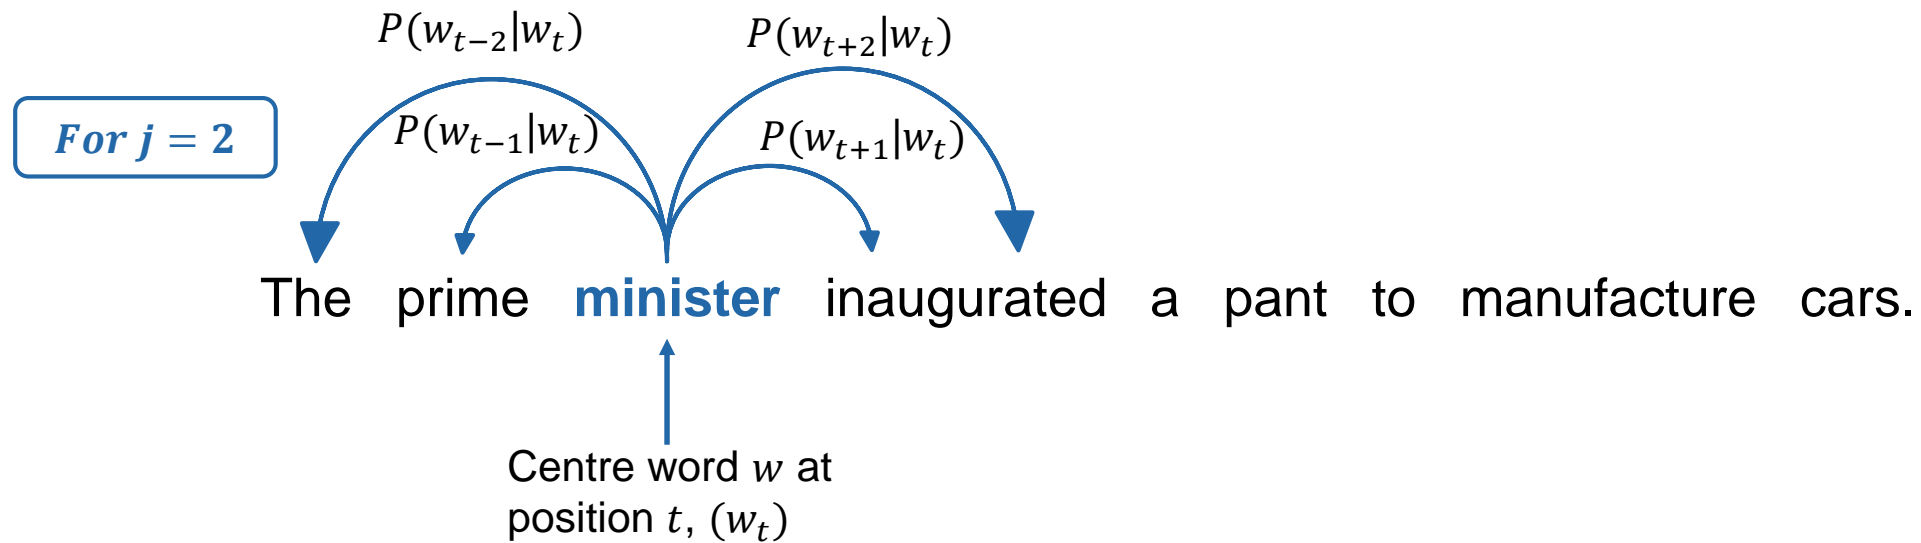 P(w_{t−2}|w_t) P(w_{t+2}|w_t)
For j = 2
P(w_{t−1}|w_t) P(w_{t+1}|w_t)
The prime minister inaugurated a pant to manufacture cars.
Centre word w at
position t, (w_t)